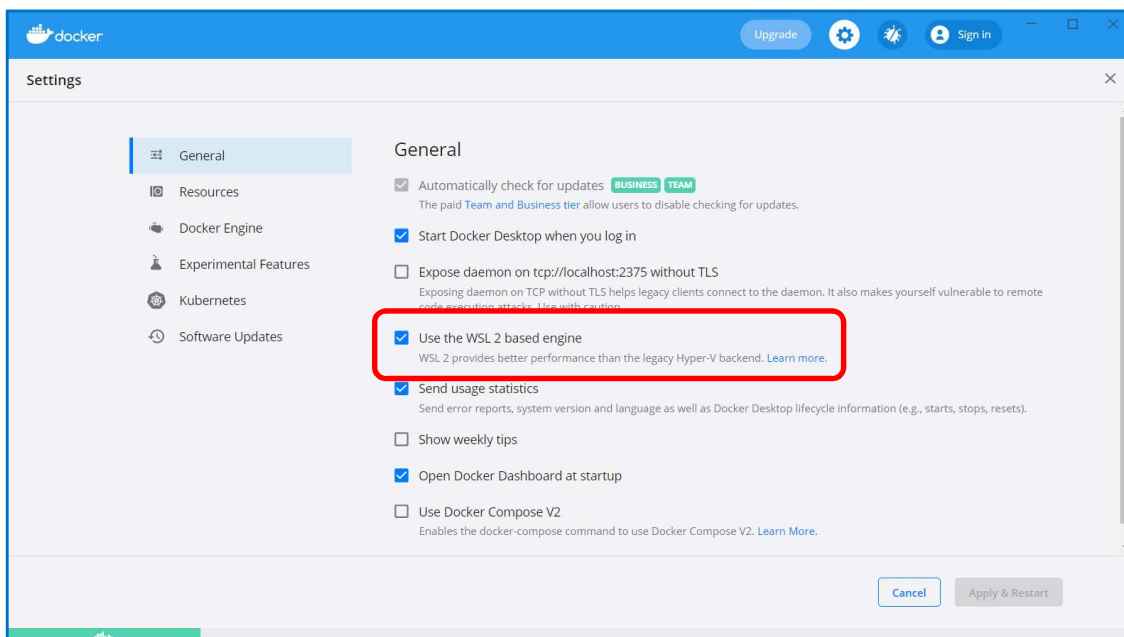 docker
Upgrade
Sign in
Settings
General
Resources
Docker Engine
Experimental Features
Kubernetes
Software Updates
General
Automatically check for updates BUSINESS TEAM
The paid Team and Business tier allow users to disable checking for updates.
Start Docker Desktop when you log in
Expose daemon on tcp://localhost:2375 without TLS
Exposing daemon on TCP without TLS helps legacy clients connect to the daemon. It also makes yourself vulnerable to remote
code execution attacks. Use with caution.
Use the WSL 2 based engine
WSL 2 provides better performance than the legacy Hyper-V backend. Learn more.
Send usage statistics
Send error reports, system version and language as well as Docker Desktop lifecycle information (e.g., starts, stops, resets).
Show weekly tips
Open Docker Dashboard at startup
Use Docker Compose V2
Enables the docker-compose command to use Docker Compose V2. Learn More.
Cancel
Apply & Restart